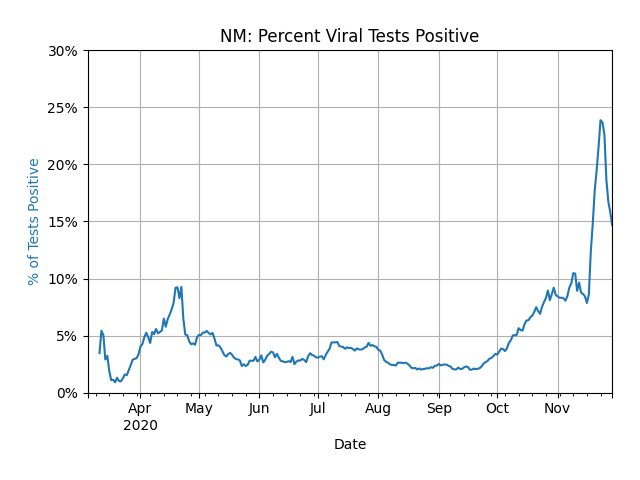 NM: Percent Viral Tests Positive
30%
25%
20%
15%
10%
5%
0%
% of Tests Positive
Apr May Jun Jul Aug Sep Oct Nov
2020
Date